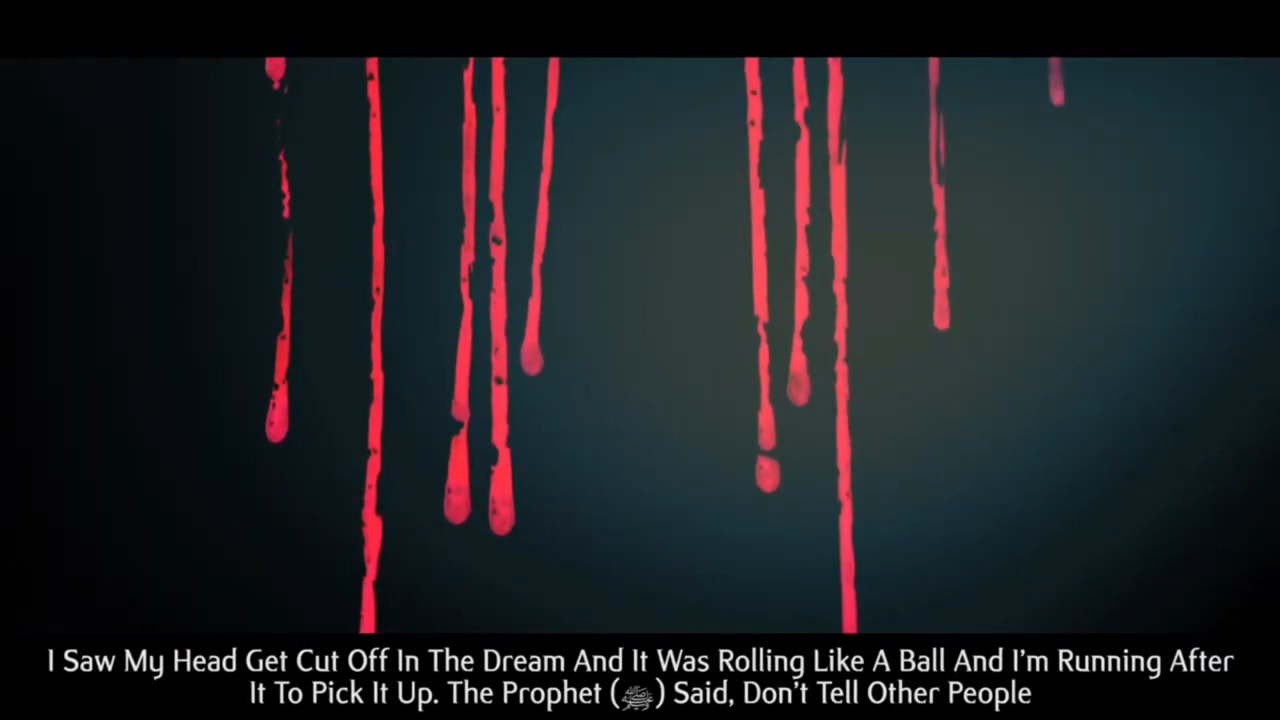 I Saw My Head Get Cut Off In The Dream And It Was Rolling Like A Ball And I'm Running After
It To Pick It Up. The Prophet (ﷺ) Said, Don't Tell Other People